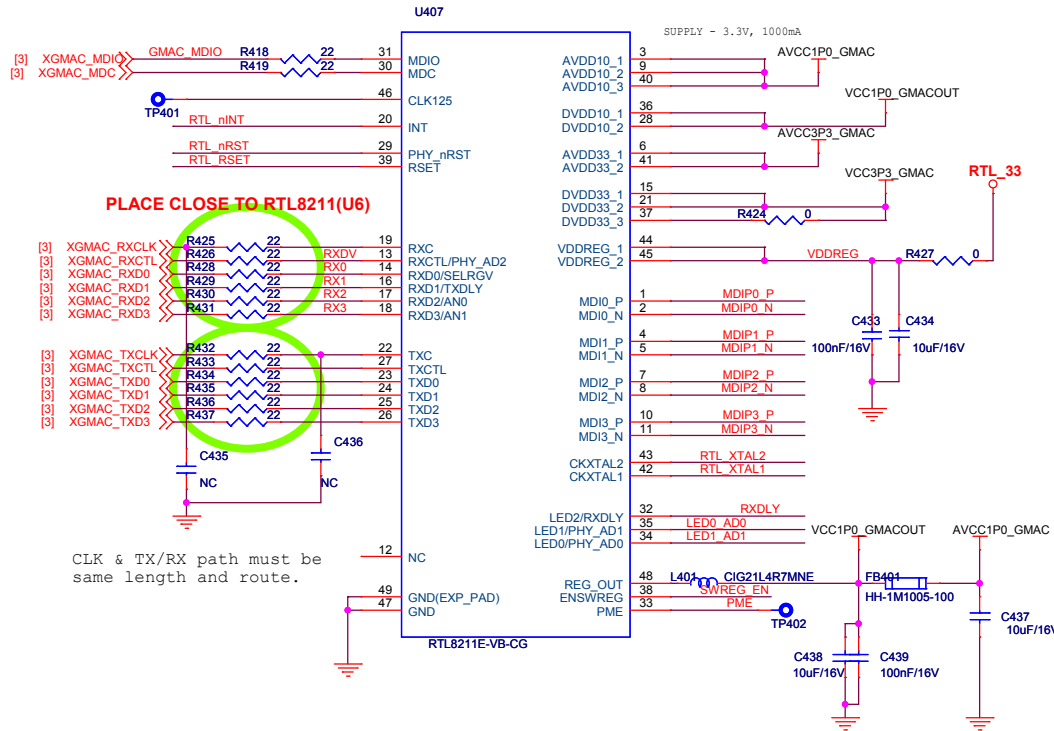 U407
SUPPLY - 3.3V, 1000mA
[3] XGMAC_MDIO GMAC_MDIO R418 22 31 MDIO
[3] XGMAC_MDC R419 22 30 MDC
TP401 46 CLK125
RTL_nINT 20 INT
RTL_nRST 29 PHY_nRST
RTL_RSET 39 RSET
PLACE CLOSE TO RTL8211(U6)
[3] XGMAC_RXCLK R425 22 19 RXC
[3] XGMAC_RXCTL R426 22 RXDV 13 RXCTL/PHY_AD2
[3] XGMAC_RXD0 R428 22 RX0 14 RXD0/SELRGV
[3] XGMAC_RXD1 R429 22 RX1 16 RXD1/TXDLY
[3] XGMAC_RXD2 R430 22 RX2 17 RXD2/AN0
[3] XGMAC_RXD3 R431 22 RX3 18 RXD3/AN1
[3] XGMAC_TXCLK R432 22 22 TXC
[3] XGMAC_TXCTL R433 22 27 TXCTL
[3] XGMAC_TXD0 R434 22 23 TXD0
[3] XGMAC_TXD1 R435 22 24 TXD1
[3] XGMAC_TXD2 R436 22 25 TXD2
[3] XGMAC_TXD3 R437 22 26 TXD3
C435
NC
C436
NC
CLK & TX/RX path must be
same length and route.
12 NC
49 GND(EXP_PAD)
47 GND
RTL8211E-VB-CG
AVDD10_1 3 AVCC1P0_GMAC
AVDD10_2 9
AVDD10_3 40
DVDD10_1 36 VCC1P0_GMACOUT
DVDD10_2 28
AVDD33_1 6 AVCC3P3_GMAC
AVDD33_2 41
DVDD33_1 15 VCC3P3_GMAC
DVDD33_2 21
DVDD33_3 37 R424 0
RTL_33
VDDREG_1 44
VDDREG_2 45 VDDREG R427 0
C433
100nF/16V
C434
10uF/16V
MDI0_P 1 MDIP0_P
MDI0_N 2 MDIP0_N
MDI1_P 4 MDIP1_P
MDI1_N 5 MDIP1_N
MDI2_P 7 MDIP2_P
MDI2_N 8 MDIP2_N
MDI3_P 10 MDIP3_P
MDI3_N 11 MDIP3_N
CKXTAL2 43 RTL_XTAL2
CKXTAL1 42 RTL_XTAL1
LED2/RXDLY 32 RXDLY
LED1/PHY_AD1 35 LED0_AD0
LED0/PHY_AD0 34 LED1_AD1
VCC1P0_GMACOUT AVCC1P0_GMAC
REG_OUT 48 L401 CIG21L4R7MNE FB401
HH-1M1005-100
ENSWREG 38 SWREG_EN
PME 33 PME
TP402
C437
10uF/16V
C438
10uF/16V
C439
100nF/16V